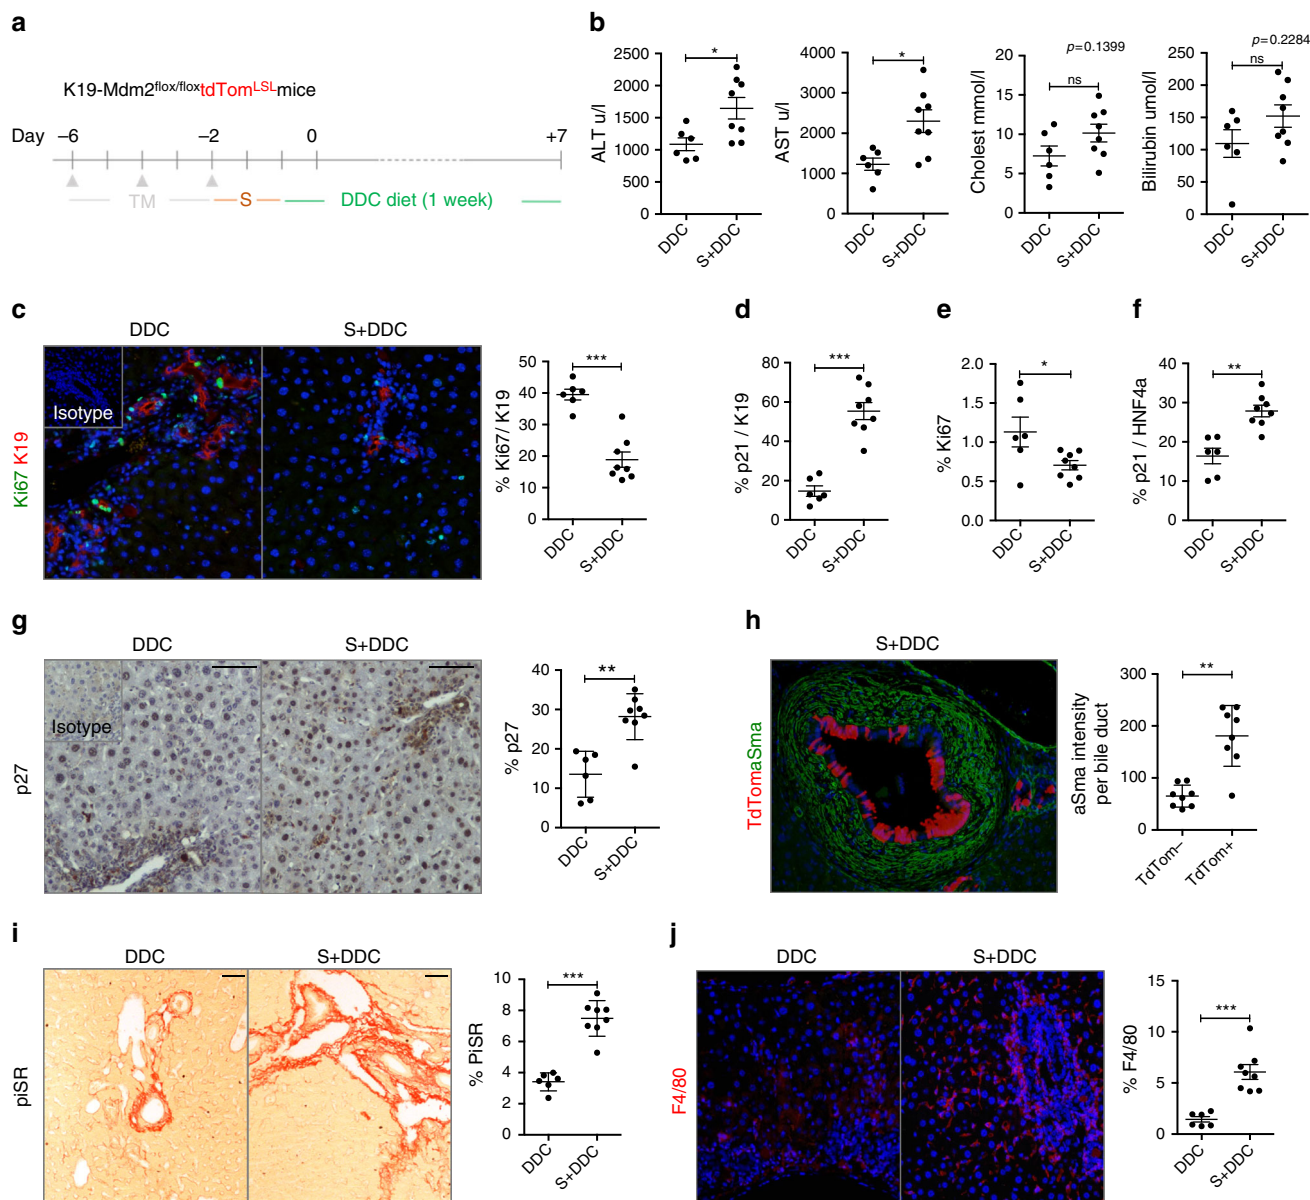 a
K19-Mdm2flox/floxtdTomLSLmice
Day –6 –2 0 +7
TM S DDC diet (1 week)
b
ALT u/l
2500
2000
1500
1000
500
0
*
DDC S+DDC
AST u/l
4000
3000
2000
1000
0
*
DDC S+DDC
Cholest mmol/l
20
15
10
5
0
p=0.1399
ns
DDC S+DDC
Bilirubin umol/l
250
200
150
100
50
0
p=0.2284
ns
DDC S+DDC
c
DDC S+DDC
Ki67 K19
Isotype
% Ki67/ K19
50
40
30
20
10
0
***
DDC S+DDC
d
% p21 / K19
80
60
40
20
0
***
DDC S+DDC
e
% Ki67
2.0
1.5
1.0
0.5
0.0
*
DDC S+DDC
f
% p21 / HNF4a
40
30
20
10
0
**
DDC S+DDC
g
DDC S+DDC
p27
Isotype
% p27
40
30
20
10
0
**
DDC S+DDC
h
S+DDC
TdTomaSma
aSma intensity
per bile duct
300
200
100
0
**
TdTom– TdTom+
i
DDC S+DDC
piSR
% PiSR
10
8
6
4
2
0
***
DDC S+DDC
j
DDC S+DDC
F4/80
% F4/80
15
10
5
0
***
DDC S+DDC